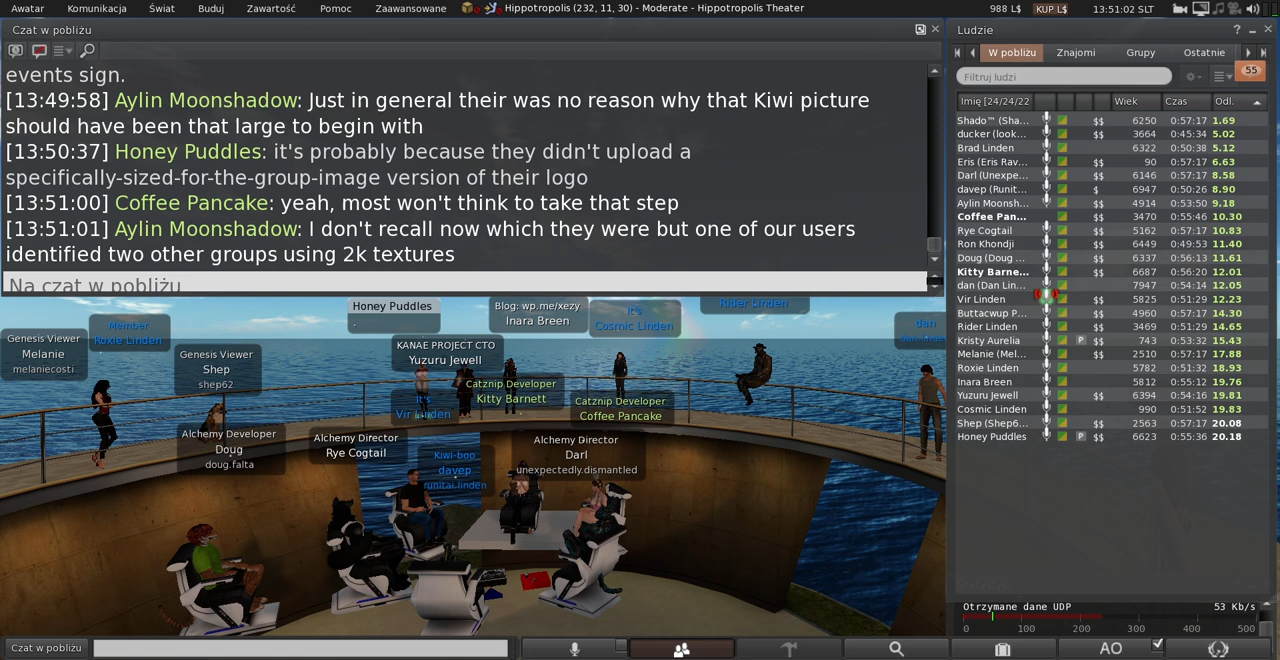 Awatar Komunikacja Świat Buduj Zawartość Pomoc Zaawansowane Hippotropolis (232, 11, 30) - Moderate - Hippotropolis Theater 988 L$ KUP L$ 13:51:02 SLT
Czat w pobliżu
events sign.
[13:49:58] Aylin Moonshadow: Just in general their was no reason why that Kiwi picture
should have been that large to begin with
[13:50:37] Honey Puddles: it's probably because they didn't upload a
specifically-sized-for-the-group-image version of their logo
[13:51:00] Coffee Pancake: yeah, most won't think to take that step
[13:51:01] Aylin Moonshadow: I don't recall now which they were but one of our users
identified two other groups using 2k textures
Na czat w pobliżu
Ludzie
W pobliżu Znajomi Grupy Ostatnie
Filtruj ludzi
55
Imię [24/24/22 Wiek Czas Odl.
Shado™ (Sha... $$ 6250 0:57:17 1.69
ducker (look... $$ 3664 0:45:34 5.02
Brad Linden 6322 0:50:38 5.12
Eris (Eris Rav... $$ 90 0:57:17 6.63
Darl (Unexpe... $$ 6146 0:57:17 8.58
davep (Runit... $ 6947 0:50:26 8.90
Aylin Moonsh... $$ 4914 0:53:50 9.18
Coffee Pan... $$ 3470 0:55:46 10.30
Rye Cogtail $$ 5162 0:57:17 10.83
Ron Khondji $$ 6449 0:49:53 11.40
Doug (Doug ... $$ 6337 0:56:13 11.61
Kitty Barne... $$ 6687 0:56:20 12.01
dan (Dan Lin... 7947 0:54:14 12.05
Vir Linden $$ 5825 0:51:29 12.23
Buttacwup P... $$ 4960 0:57:17 14.30
Rider Linden $$ 3469 0:51:29 14.65
Kristy Aurelia P $$ 743 0:53:32 15.43
Melanie (Mel... $$ 2510 0:57:17 17.88
Roxie Linden 5782 0:51:32 18.93
Inara Breen 5812 0:55:12 19.76
Yuzuru Jewell $$ 6394 0:54:16 19.81
Cosmic Linden 990 0:51:52 19.83
Shep (Shep6... $$ 2563 0:57:17 20.08
Honey Puddles P $$ 6623 0:55:36 20.18
Otrzymane dane UDP 53 Kb/s
0 100 200 300 400 500
Genesis Viewer
Melanie
melaniecosti
Member
Roxie Linden
Genesis Viewer
Shep
shep62
Honey Puddles
.
Blog: wp.me/xezy
Inara Breen
It's
Cosmic Linden
Rider Linden
dan
KANAE PROJECT CTO
Yuzuru Jewell
It's
Vir Linden
Catznip Developer
Kitty Barnett
Catznip Developer
Coffee Pancake
Alchemy Developer
Doug
doug.falta
Alchemy Director
Rye Cogtail
Kiwi-boo
davep
runitai.linden
Alchemy Director
Darl
unexpectedly.dismantled
Czat w pobliżu
AO